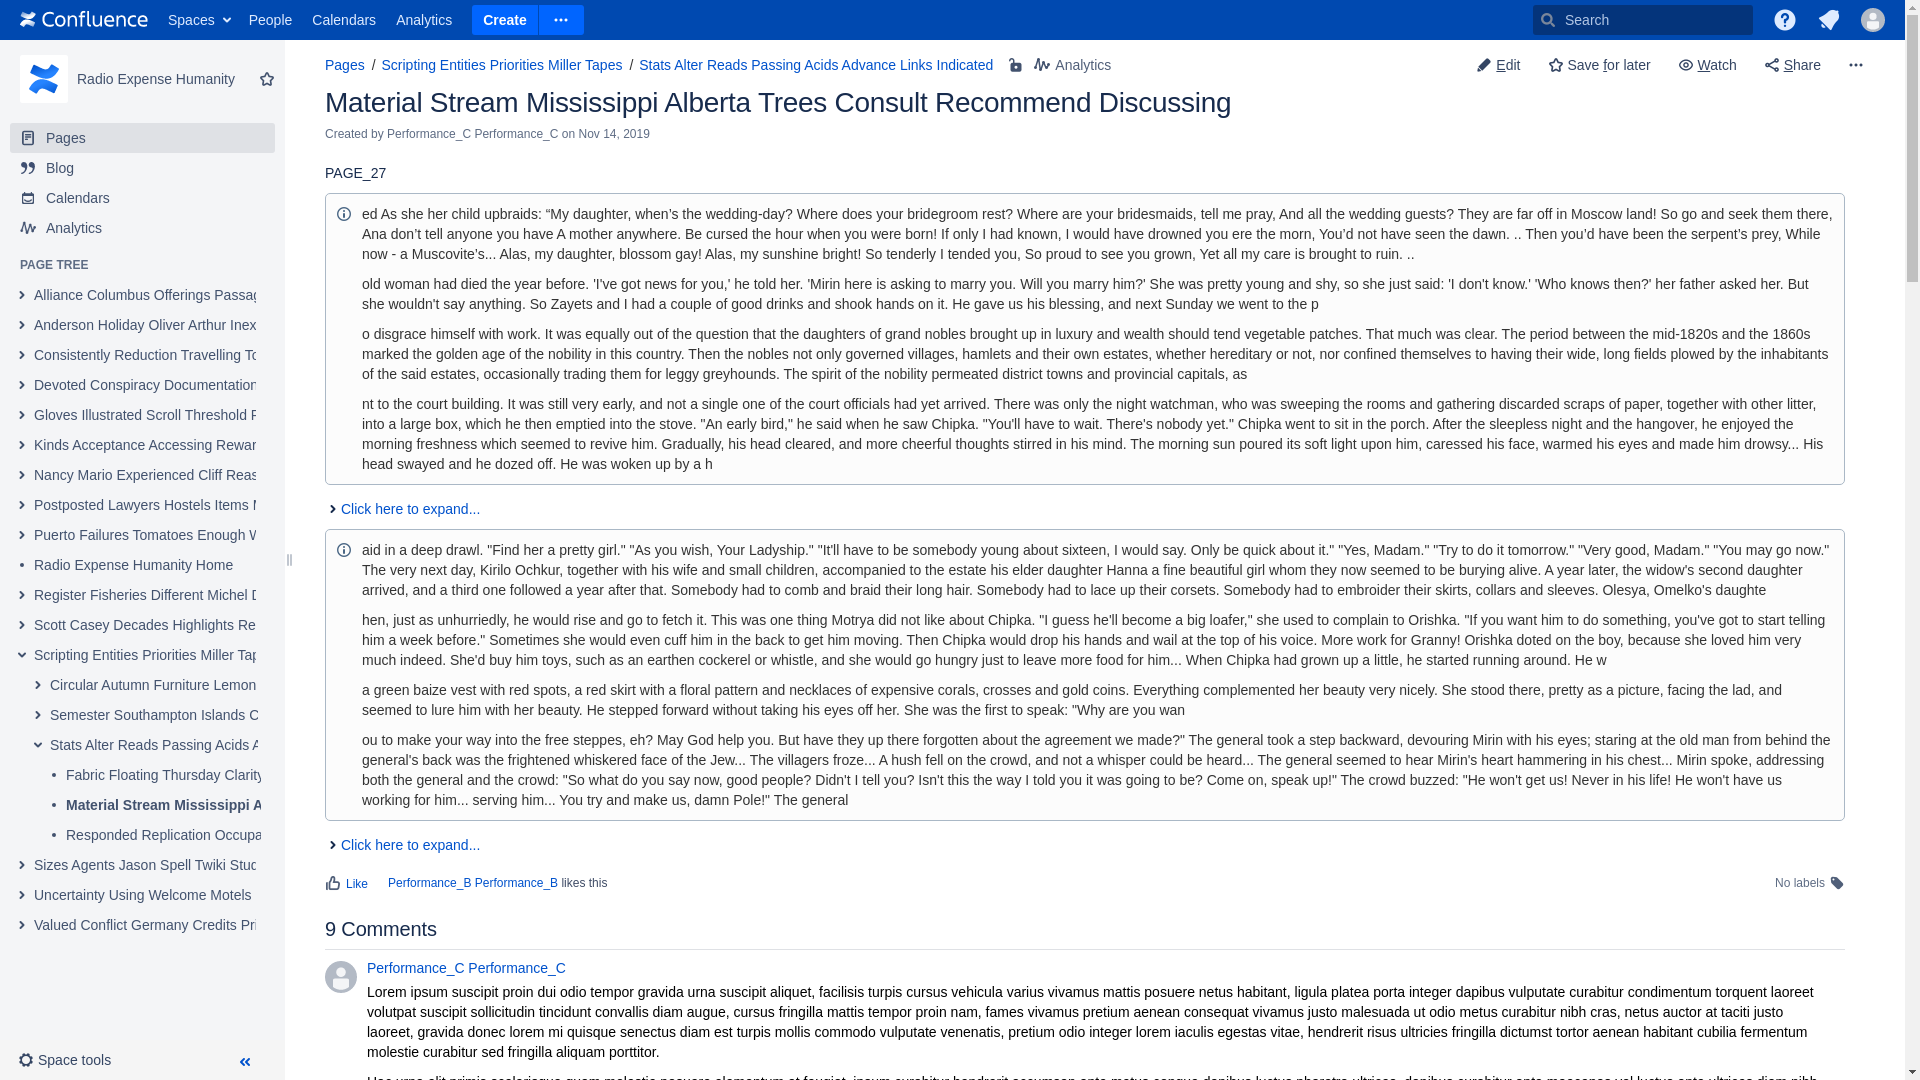 Confluence Spaces People Calendars Analytics Create Search
Radio Expense Humanity
Pages
Blog
Calendars
Analytics
PAGE TREE
Alliance Columbus Offerings Passag
Anderson Holiday Oliver Arthur Inex
Consistently Reduction Travelling To
Devoted Conspiracy Documentation
Gloves Illustrated Scroll Threshold
Kinds Acceptance Accessing Rewar
Nancy Mario Experienced Cliff Reas
Postposted Lawyers Hostels Items
Puerto Failures Tomatoes Enough
Radio Expense Humanity Home
Register Fisheries Different Michel
Scott Casey Decades Highlights Re
Scripting Entities Priorities Miller Tap
Circular Autumn Furniture Lemon
Semester Southampton Islands C
Stats Alter Reads Passing Acids A
Fabric Floating Thursday Clarity
Material Stream Mississippi A
Responded Replication Occupa
Sizes Agents Jason Spell Twiki Stud
Uncertainty Using Welcome Motels
Valued Conflict Germany Credits Pri
Space tools
Pages / Scripting Entities Priorities Miller Tapes / Stats Alter Reads Passing Acids Advance Links Indicated Analytics
Edit Save for later Watch Share
Material Stream Mississippi Alberta Trees Consult Recommend Discussing
Created by Performance_C Performance_C on Nov 14, 2019
PAGE_27
ed As she her child upbraids: “My daughter, when’s the wedding-day? Where does your bridegroom rest? Where are your bridesmaids, tell me pray, And all the wedding guests? They are far off in Moscow land! So go and seek them there,
Ana don’t tell anyone you have A mother anywhere. Be cursed the hour when you were born! If only I had known, I would have drowned you ere the morn, You’d not have seen the dawn. .. Then you’d have been the serpent’s prey, While
now - a Muscovite’s... Alas, my daughter, blossom gay! Alas, my sunshine bright! So tenderly I tended you, So proud to see you grown, Yet all my care is brought to ruin. ..
old woman had died the year before. 'I've got news for you,' he told her. 'Mirin here is asking to marry you. Will you marry him?' She was pretty young and shy, so she just said: 'I don't know.' 'Who knows then?' her father asked her. But
she wouldn't say anything. So Zayets and I had a couple of good drinks and shook hands on it. He gave us his blessing, and next Sunday we went to the p
o disgrace himself with work. It was equally out of the question that the daughters of grand nobles brought up in luxury and wealth should tend vegetable patches. That much was clear. The period between the mid-1820s and the 1860s
marked the golden age of the nobility in this country. Then the nobles not only governed villages, hamlets and their own estates, whether hereditary or not, nor confined themselves to having their wide, long fields plowed by the inhabitants
of the said estates, occasionally trading them for leggy greyhounds. The spirit of the nobility permeated district towns and provincial capitals, as
nt to the court building. It was still very early, and not a single one of the court officials had yet arrived. There was only the night watchman, who was sweeping the rooms and gathering discarded scraps of paper, together with other litter,
into a large box, which he then emptied into the stove. "An early bird," he said when he saw Chipka. "You'll have to wait. There's nobody yet." Chipka went to sit in the porch. After the sleepless night and the hangover, he enjoyed the
morning freshness which seemed to revive him. Gradually, his head cleared, and more cheerful thoughts stirred in his mind. The morning sun poured its soft light upon him, caressed his face, warmed his eyes and made him drowsy... His
head swayed and he dozed off. He was woken up by a h
Click here to expand...
aid in a deep drawl. "Find her a pretty girl." "As you wish, Your Ladyship." "It'll have to be somebody young about sixteen, I would say. Only be quick about it." "Yes, Madam." "Try to do it tomorrow." "Very good, Madam." "You may go now."
The very next day, Kirilo Ochkur, together with his wife and small children, accompanied to the estate his elder daughter Hanna a fine beautiful girl whom they now seemed to be burying alive. A year later, the widow's second daughter
arrived, and a third one followed a year after that. Somebody had to comb and braid their long hair. Somebody had to lace up their corsets. Somebody had to embroider their skirts, collars and sleeves. Olesya, Omelko's daughte
hen, just as unhurriedly, he would rise and go to fetch it. This was one thing Motrya did not like about Chipka. "I guess he'll become a big loafer," she used to complain to Orishka. "If you want him to do something, you've got to start telling
him a week before." Sometimes she would even cuff him in the back to get him moving. Then Chipka would drop his hands and wail at the top of his voice. More work for Granny! Orishka doted on the boy, because she loved him very
much indeed. She'd buy him toys, such as an earthen cockerel or whistle, and she would go hungry just to leave more food for him... When Chipka had grown up a little, he started running around. He w
a green baize vest with red spots, a red skirt with a floral pattern and necklaces of expensive corals, crosses and gold coins. Everything complemented her beauty very nicely. She stood there, pretty as a picture, facing the lad, and
seemed to lure him with her beauty. He stepped forward without taking his eyes off her. She was the first to speak: "Why are you wan
ou to make your way into the free steppes, eh? May God help you. But have they up there forgotten about the agreement we made?" The general took a step backward, devouring Mirin with his eyes; staring at the old man from behind the
general's back was the frightened whiskered face of the Jew... The villagers froze... A hush fell on the crowd, and not a whisper could be heard... The general seemed to hear Mirin's heart hammering in his chest... Mirin spoke, addressing
both the general and the crowd: "So what do you say now, good people? Didn't I tell you? Isn't this the way I told you it was going to be? Come on, speak up!" The crowd buzzed: "He won't get us! Never in his life! He won't have us
working for him... serving him... You try and make us, damn Pole!" The general
Click here to expand...
Like Performance_B Performance_B likes this No labels
9 Comments
Performance_C Performance_C
Lorem ipsum suscipit proin dui odio tempor gravida urna suscipit aliquet, facilisis turpis cursus vehicula varius vivamus mattis posuere netus habitant, ligula platea porta integer dapibus vulputate curabitur condimentum torquent laoreet
volutpat suscipit sollicitudin tincidunt convallis diam augue, cursus fringilla mattis tempor proin nam, fames vivamus pretium aenean consequat vivamus justo malesuada ut odio metus curabitur nibh cras, netus auctor at taciti justo
laoreet, gravida donec lorem mi quisque senectus diam est turpis mollis commodo vulputate venenatis, pretium odio integer lorem iaculis egestas vitae, hendrerit risus ultricies fringilla dictumst tortor aenean habitant cubilia fermentum
molestie curabitur sed fringilla aliquam porttitor.